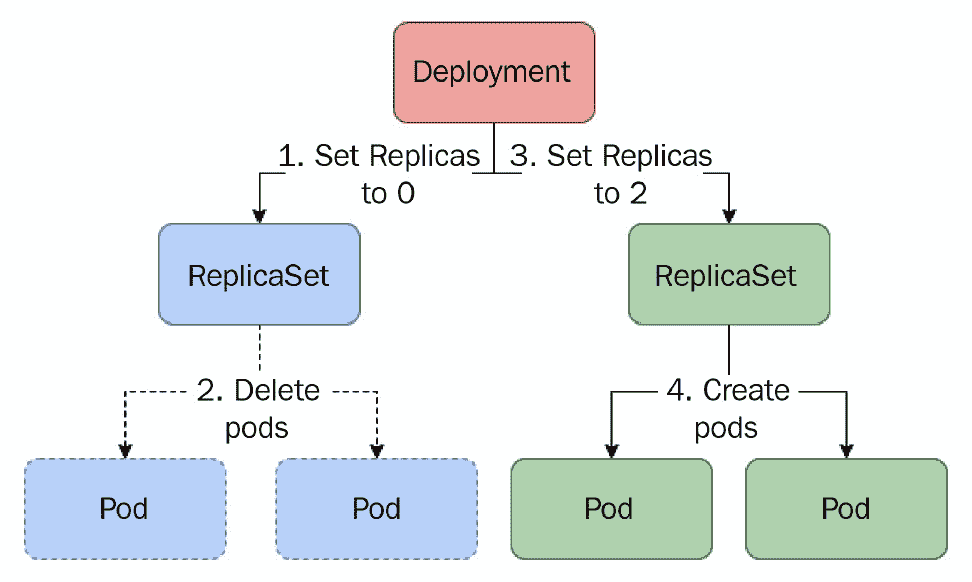 Deployment
1. Set Replicas
to 0
3. Set Replicas
to 2
ReplicaSet
ReplicaSet
2. Delete
pods
4. Create
pods
Pod
Pod
Pod
Pod